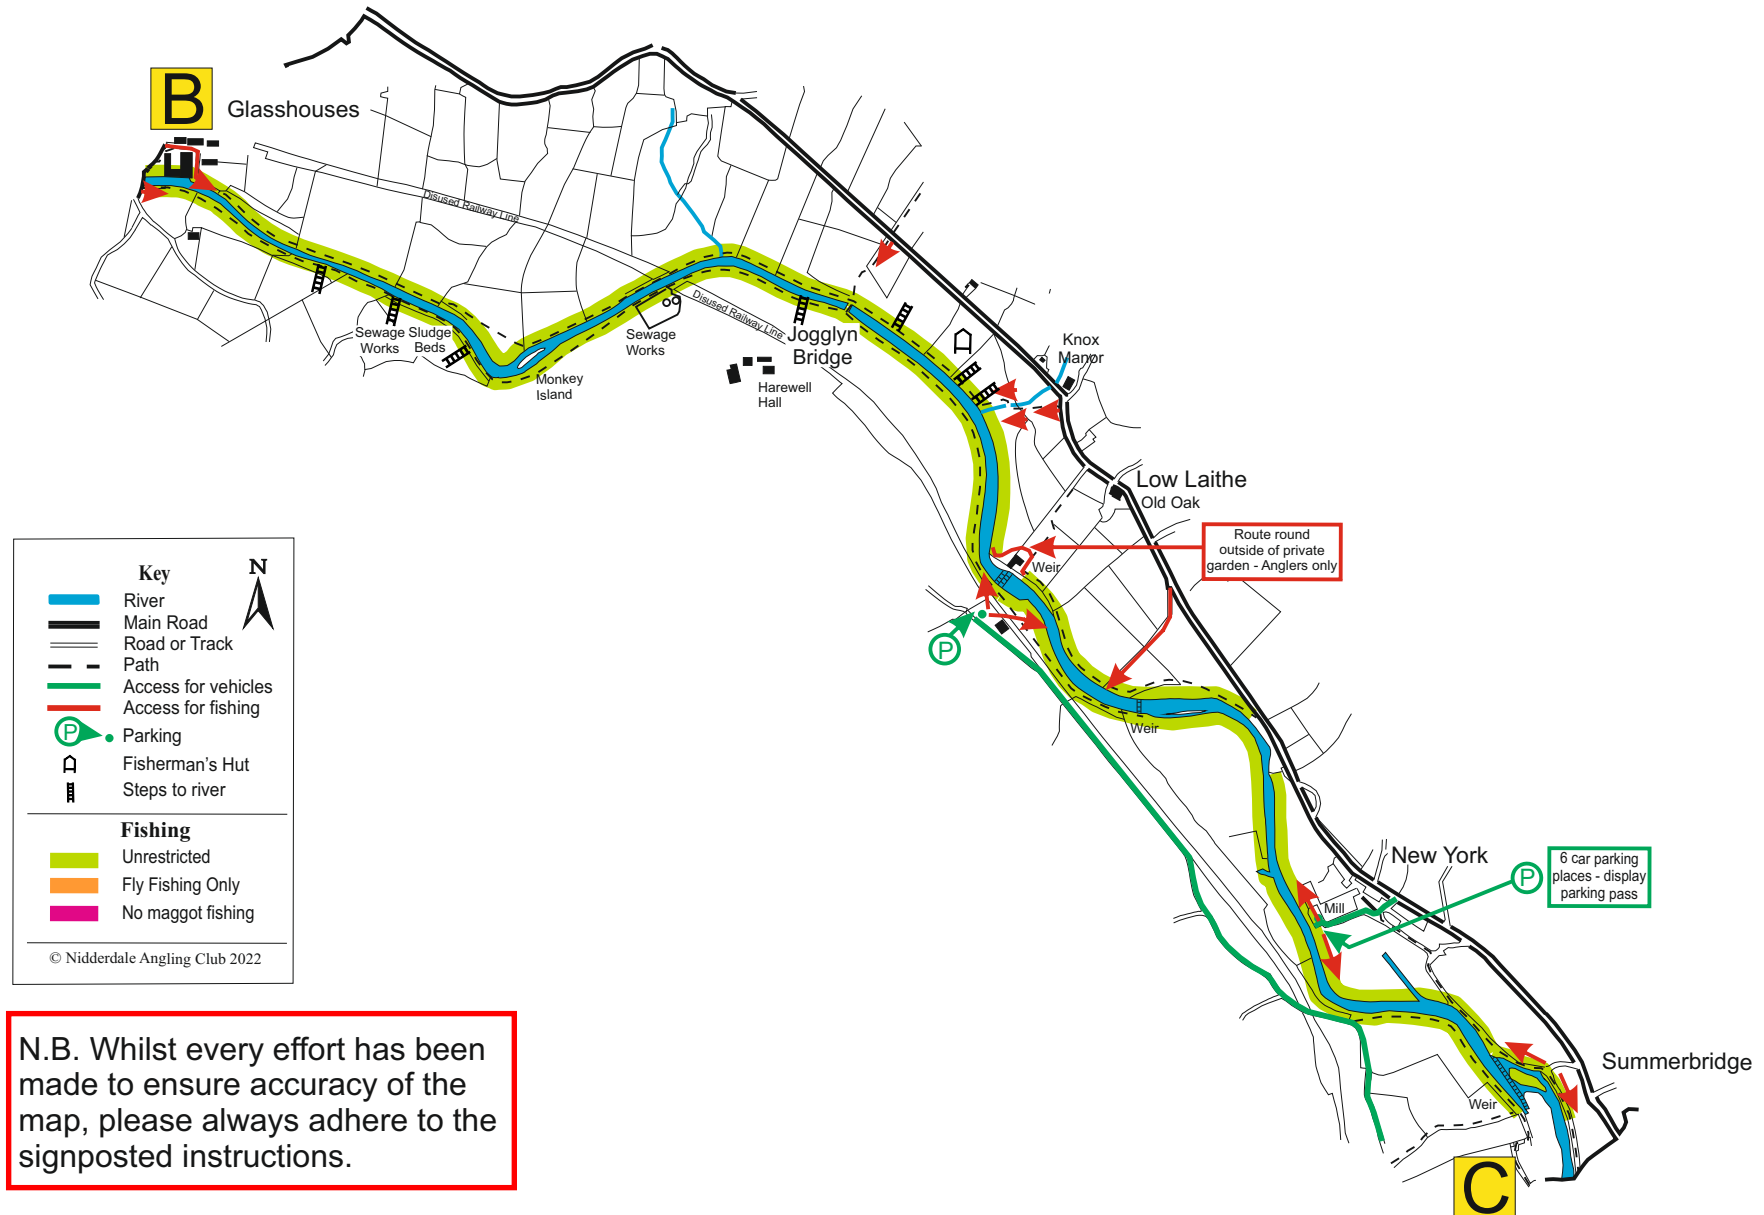 B
Glasshouses
Disused Railway Line
Sewage
Works
Sludge
Beds
Monkey
Island
Sewage
Works
Disused Railway Line
Jogglyn
Bridge
Harewell
Hall
Knox
Manor
Low Laithe
Old Oak
Route round
outside of private
garden - Anglers only
Weir
P
Weir
New York
6 car parking
places - display
parking pass
P
Mill
Summerbridge
Weir
C
Key
N
River
Main Road
Road or Track
Path
Access for vehicles
Access for fishing
P
Parking
Fisherman's Hut
Steps to river
Fishing
Unrestricted
Fly Fishing Only
No maggot fishing
© Nidderdale Angling Club 2022
N.B. Whilst every effort has been
made to ensure accuracy of the
map, please always adhere to the
signposted instructions.